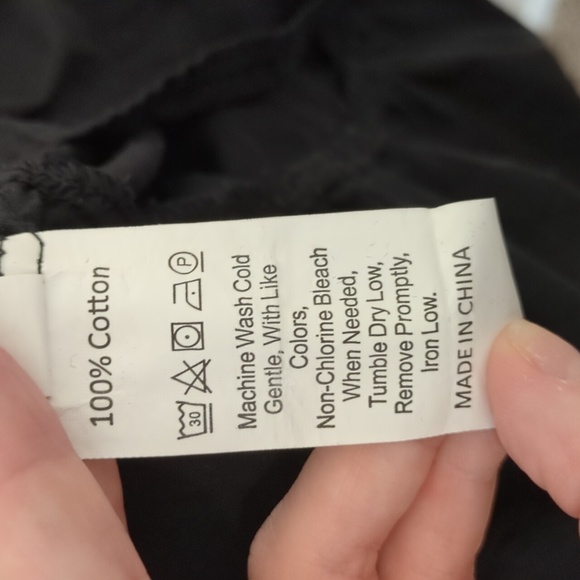 100% Cotton
30 P
Machine Wash Cold
Gentle, With Like
Colors,
Non-Chlorine Bleach
When Needed,
Tumble Dry Low,
Remove Promptly,
Iron Low.
MADE IN CHINA